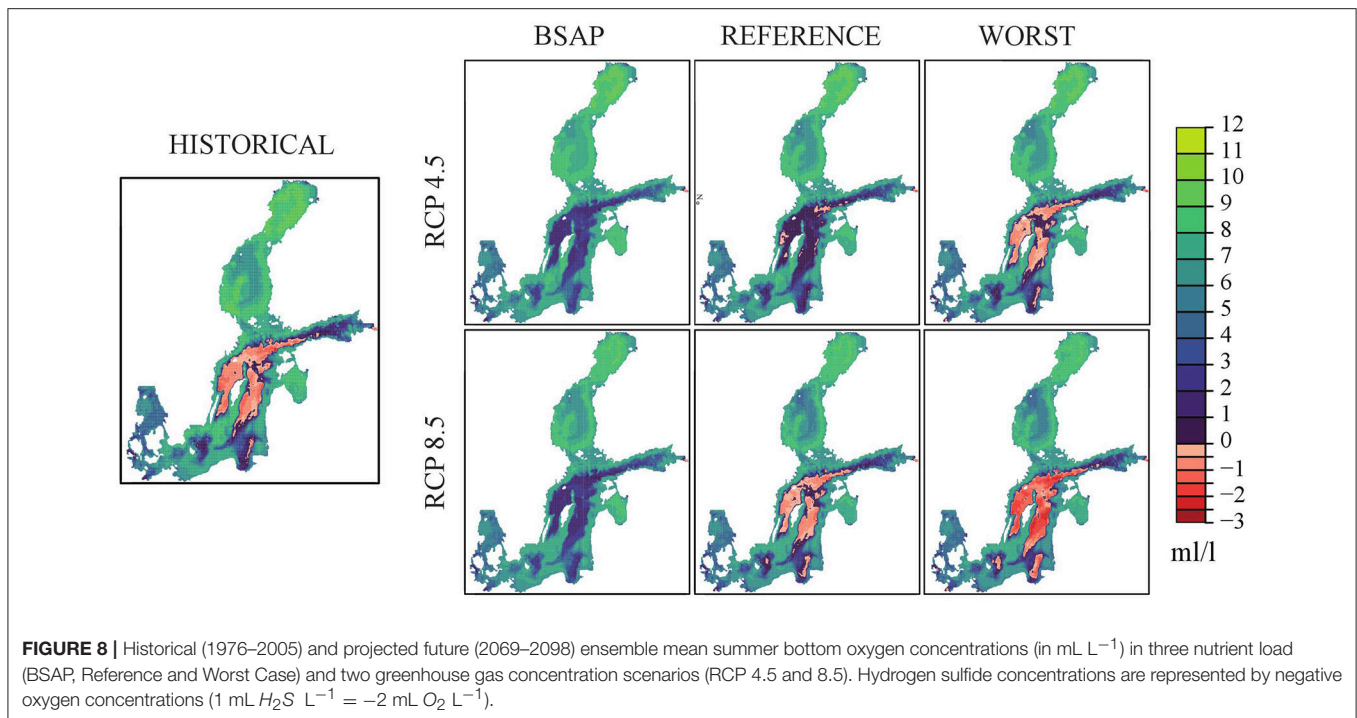 BSAP REFERENCE WORST
HISTORICAL
RCP 4.5
RCP 8.5
N°
12
11
10
9
8
7
6
5
4
3
2
1
0
−1
−2
−3
ml/l
FIGURE 8 | Historical (1976–2005) and projected future (2069–2098) ensemble mean summer bottom oxygen concentrations (in mL L−1) in three nutrient load
(BSAP, Reference and Worst Case) and two greenhouse gas concentration scenarios (RCP 4.5 and 8.5). Hydrogen sulfide concentrations are represented by negative
oxygen concentrations (1 mL H2S L−1 = −2 mL O2 L−1).